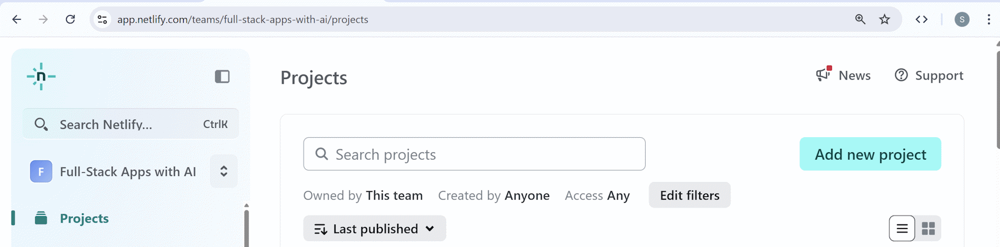 app.netlify.com/teams/full-stack-apps-with-ai/projects
S
n
Projects
News
Support
Search Netlify...
CtrlK
Search projects
Add new project
F
Full-Stack Apps with AI
Owned by This team
Created by Anyone
Access Any
Edit filters
Projects
Last published